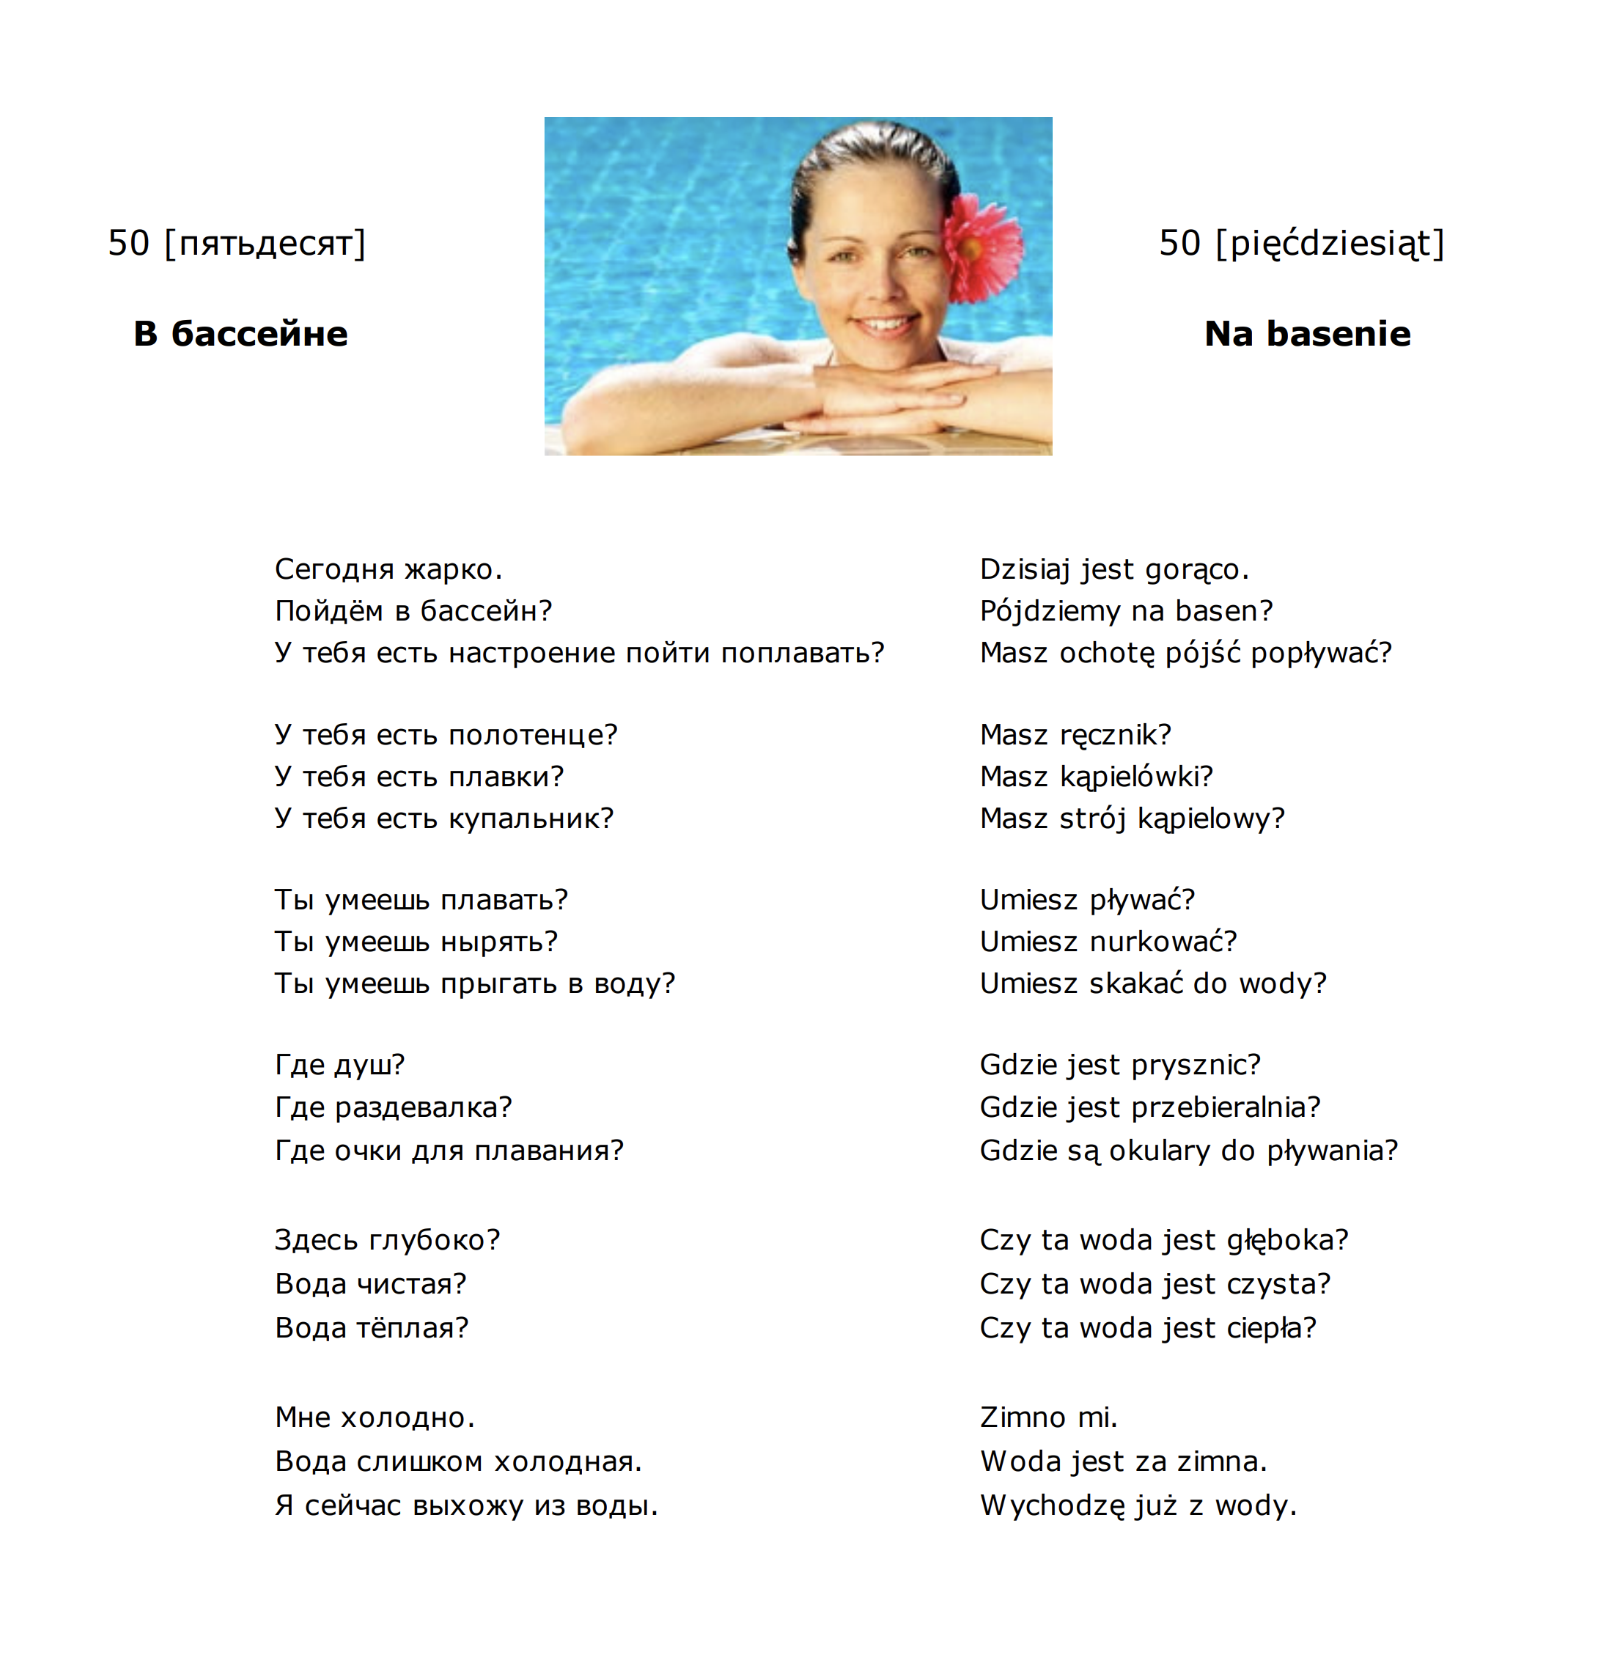 50 [пятьдесят]
В бассейне
50 [pięćdziesiąt]
Na basenie
Сегодня жарко.
Пойдём в бассейн?
У тебя есть настроение пойти поплавать?
Dzisiaj jest gorąco.
Pójdziemy na basen?
Masz ochotę pójść popływać?
У тебя есть полотенце?
У тебя есть плавки?
У тебя есть купальник?
Masz ręcznik?
Masz kąpielówki?
Masz strój kąpielowy?
Ты умеешь плавать?
Ты умеешь нырять?
Ты умеешь прыгать в воду?
Umiesz pływać?
Umiesz nurkować?
Umiesz skakać do wody?
Где душ?
Где раздевалка?
Где очки для плавания?
Gdzie jest prysznic?
Gdzie jest przebieralnia?
Gdzie są okulary do pływania?
Здесь глубоко?
Вода чистая?
Вода тёплая?
Czy ta woda jest głęboka?
Czy ta woda jest czysta?
Czy ta woda jest ciepła?
Мне холодно.
Вода слишком холодная.
Я сейчас выхожу из воды.
Zimno mi.
Woda jest za zimna.
Wychodzę już z wody.